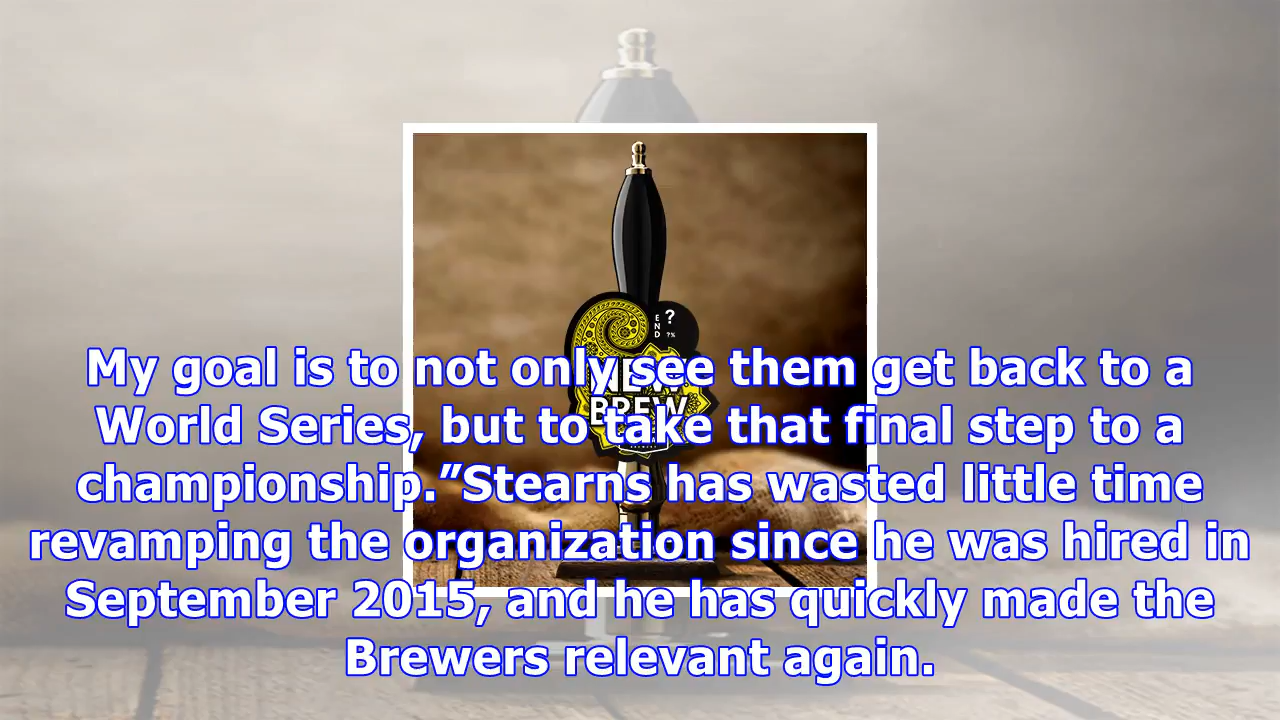 E
N
D
?
?%
NEW
BREW
My goal is to not only see them get back to a
World Series, but to take that final step to a
championship.”Stearns has wasted little time
revamping the organization since he was hired in
September 2015, and he has quickly made the
Brewers relevant again.